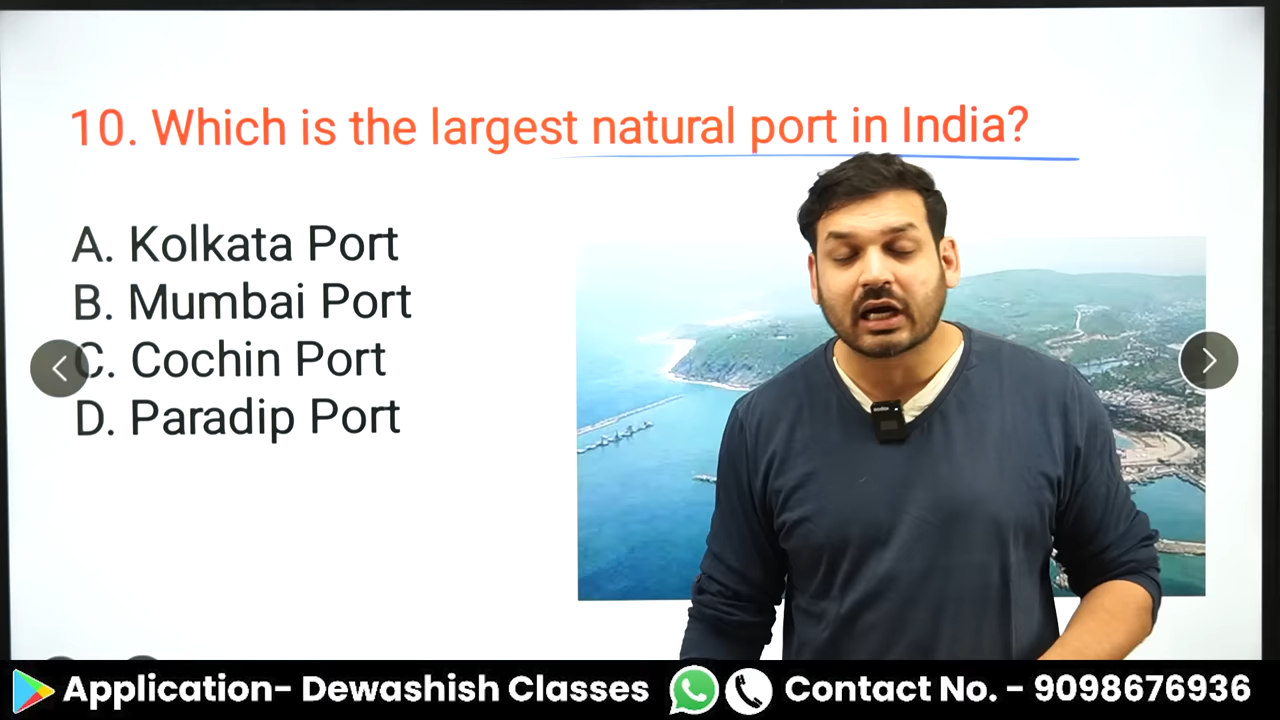 10. Which is the largest natural port in India?
A. Kolkata Port
B. Mumbai Port
C. Cochin Port
D. Paradip Port
Application- Dewashish Classes
Contact No. - 9098676936